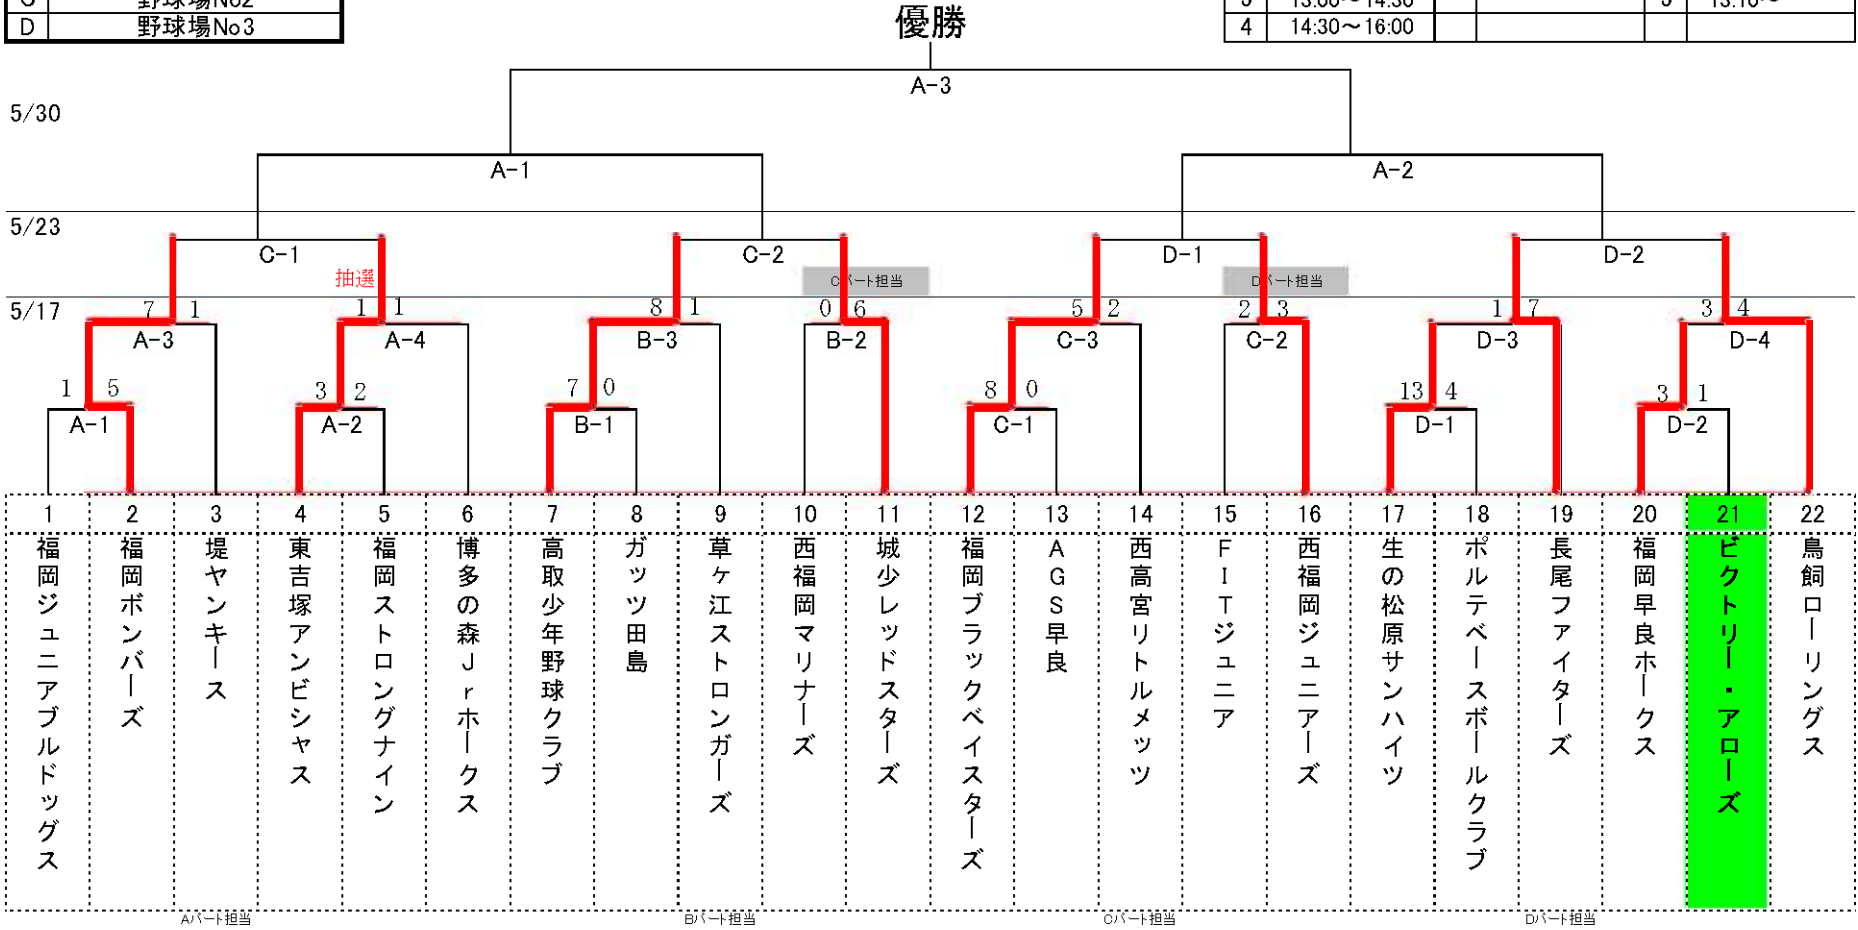 野球場No2
D 野球場No3
優勝
13:00～14:30
4 14:30～16:00
A-3
5/30
A-1 A-2
5/23
C-1 C-2 D-1 D-2
抽選 Cパート担当 Dパート担当
5/17
7 1 1 1 8 1 0 6 5 2 2 3 1 7 3 4
A-3 A-4 B-3 B-2 C-3 C-2 D-3 D-4
1 5 3 2 7 0 8 0 13 4 3 1
A-1 A-2 B-1 C-1 D-1 D-2
1 2 3 4 5 6 7 8 9 10 11 12 13 14 15 16 17 18 19 20 21 22
福岡ジュニアブルドッグス
福岡ボンバーズ
堤ヤンキース
東吉塚アンビシャス
福岡ストロングナイン
博多の森Jrホークス
高取少年野球クラブ
ガッツ田島
草ケ江ストロンガーズ
西福岡マリナーズ
城少レッドスターズ
福岡ブラックベイスターズ
AGS早良
西高宮リトルメッツ
FITジュニア
西福岡ジュニアーズ
生の松原サンハイツ
ポルテベースボールクラブ
長尾ファイターズ
福岡早良ホークス
ビクトリー・アローズ
鳥飼ローリングス
Aパート担当 Bパート担当 Cパート担当 Dパート担当